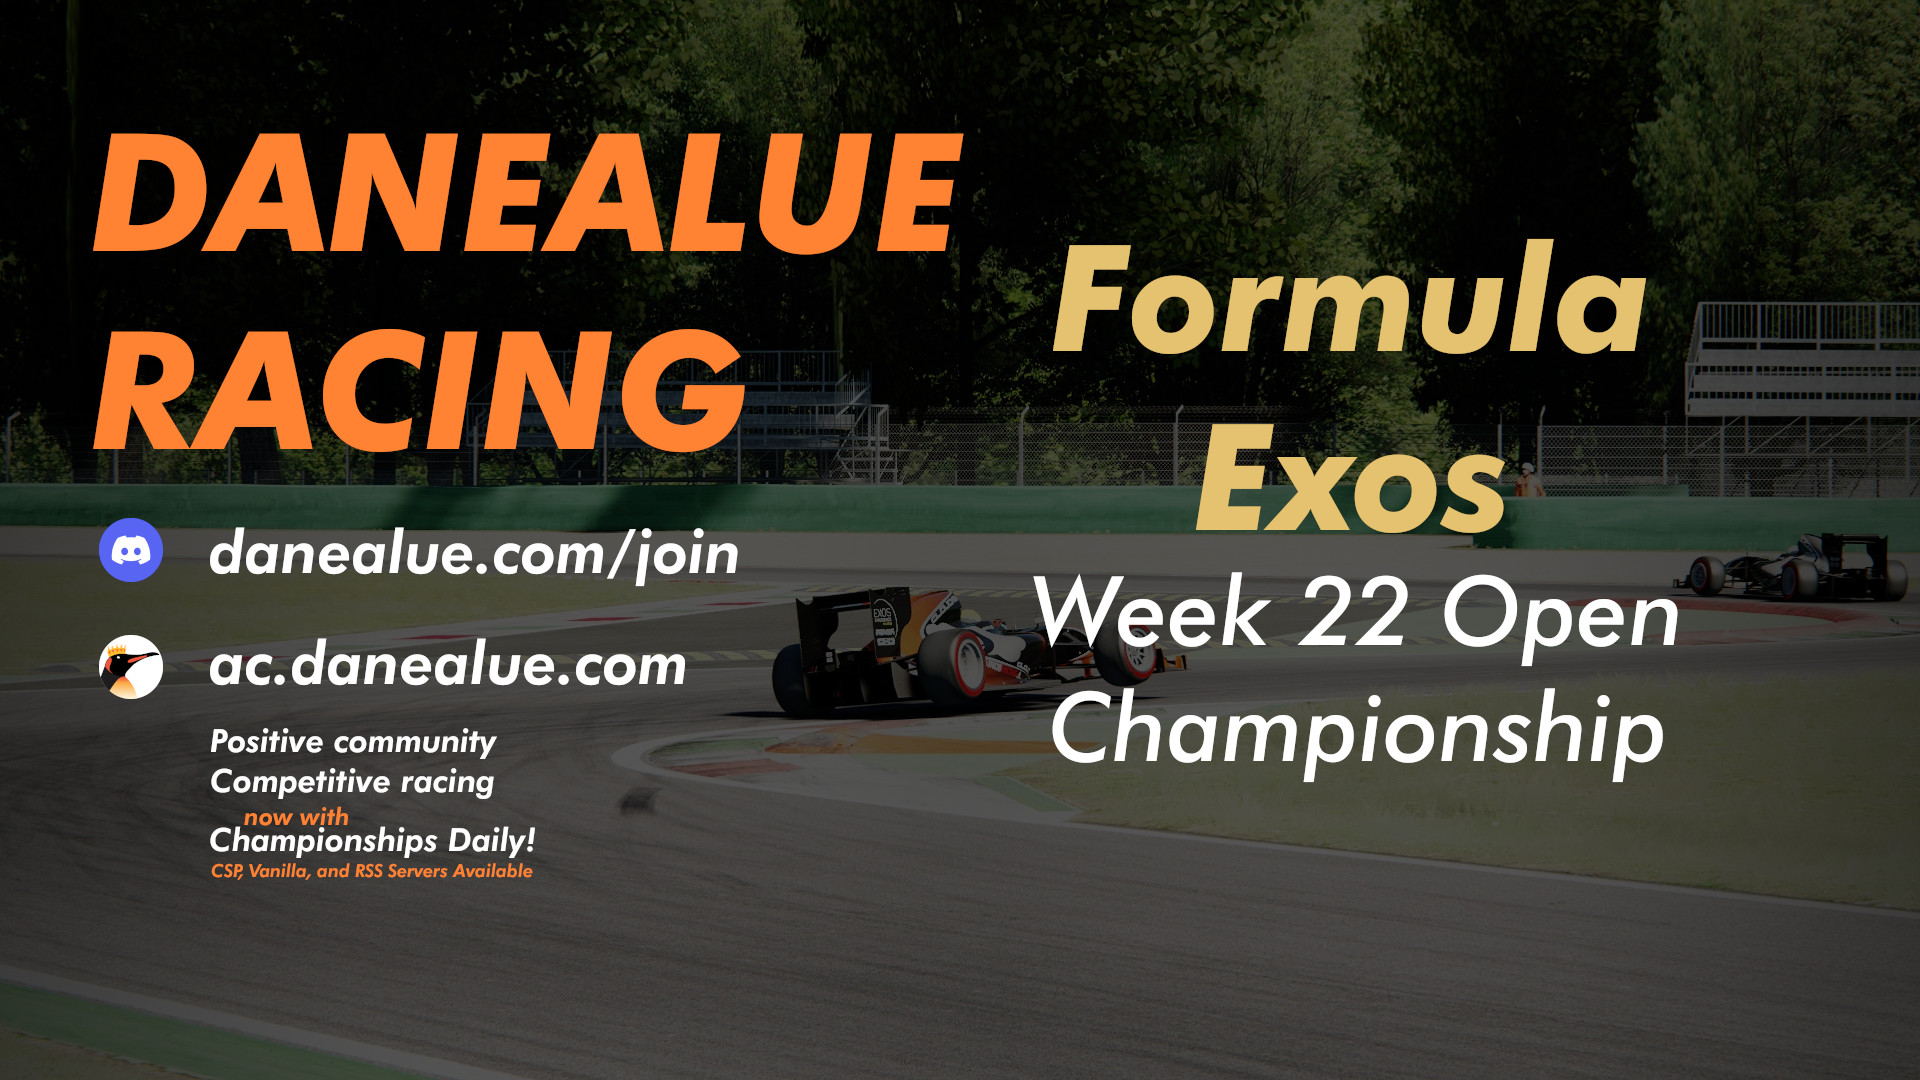 DANEALUE
RACING
danealue.com/join
ac.danealue.com
Positive community
Competitive racing
now with
Championships Daily!
CSP, Vanilla, and RSS Servers Available
Formula
Exos
Week 22 Open
Championship
EXOS